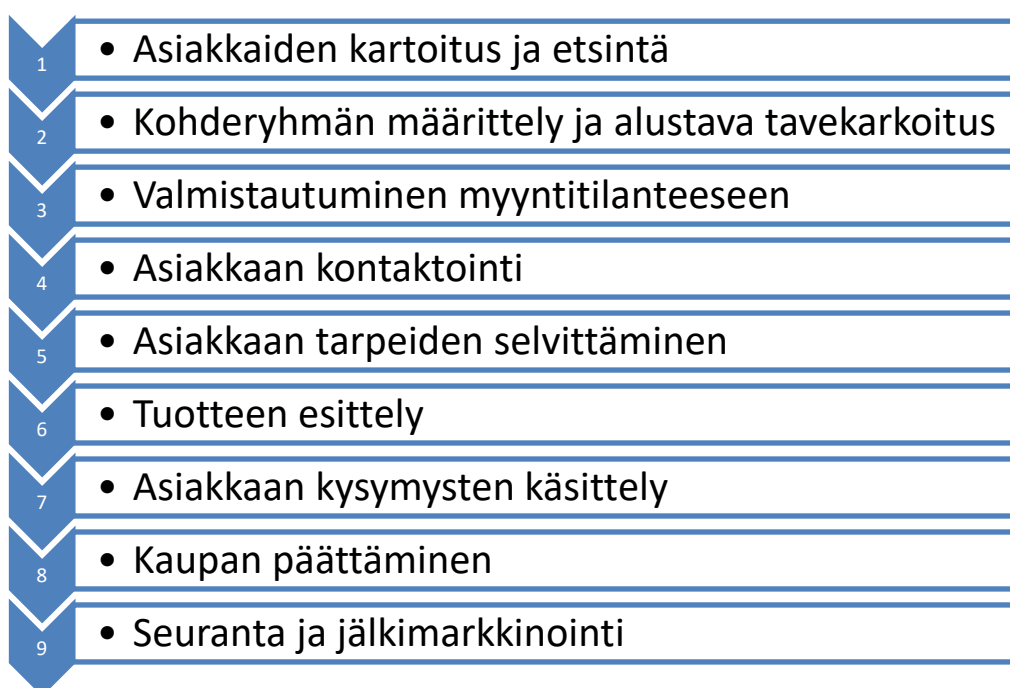 1 • Asiakkaiden kartoitus ja etsintä
2 • Kohderyhmän määrittely ja alustava tavekarkoitus
3 • Valmistautuminen myyntitilanteeseen
4 • Asiakkaan kontaktointi
5 • Asiakkaan tarpeiden selvittäminen
6 • Tuotteen esittely
7 • Asiakkaan kysymysten käsittely
8 • Kaupan päättäminen
9 • Seuranta ja jälkimarkkinointi